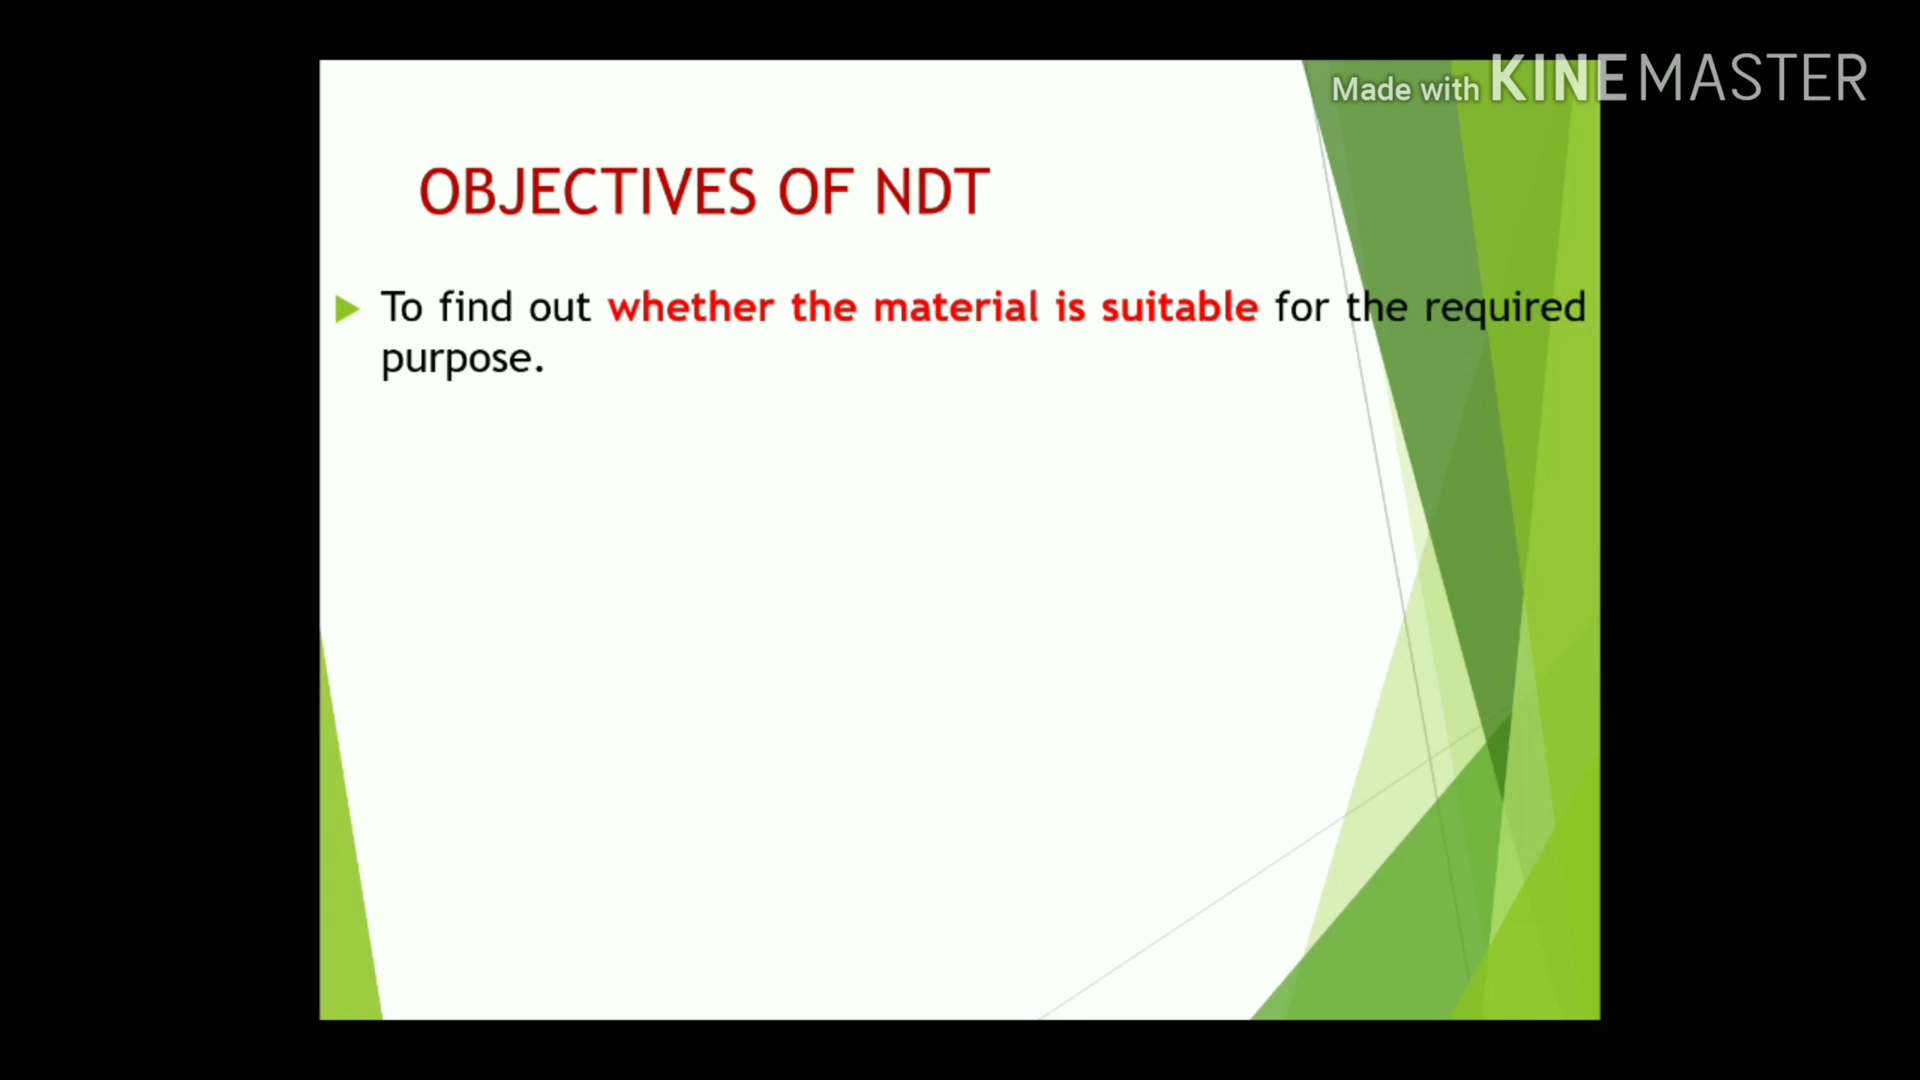 Made with KINEMASTER
OBJECTIVES OF NDT
To find out whether the material is suitable for the required
purpose.